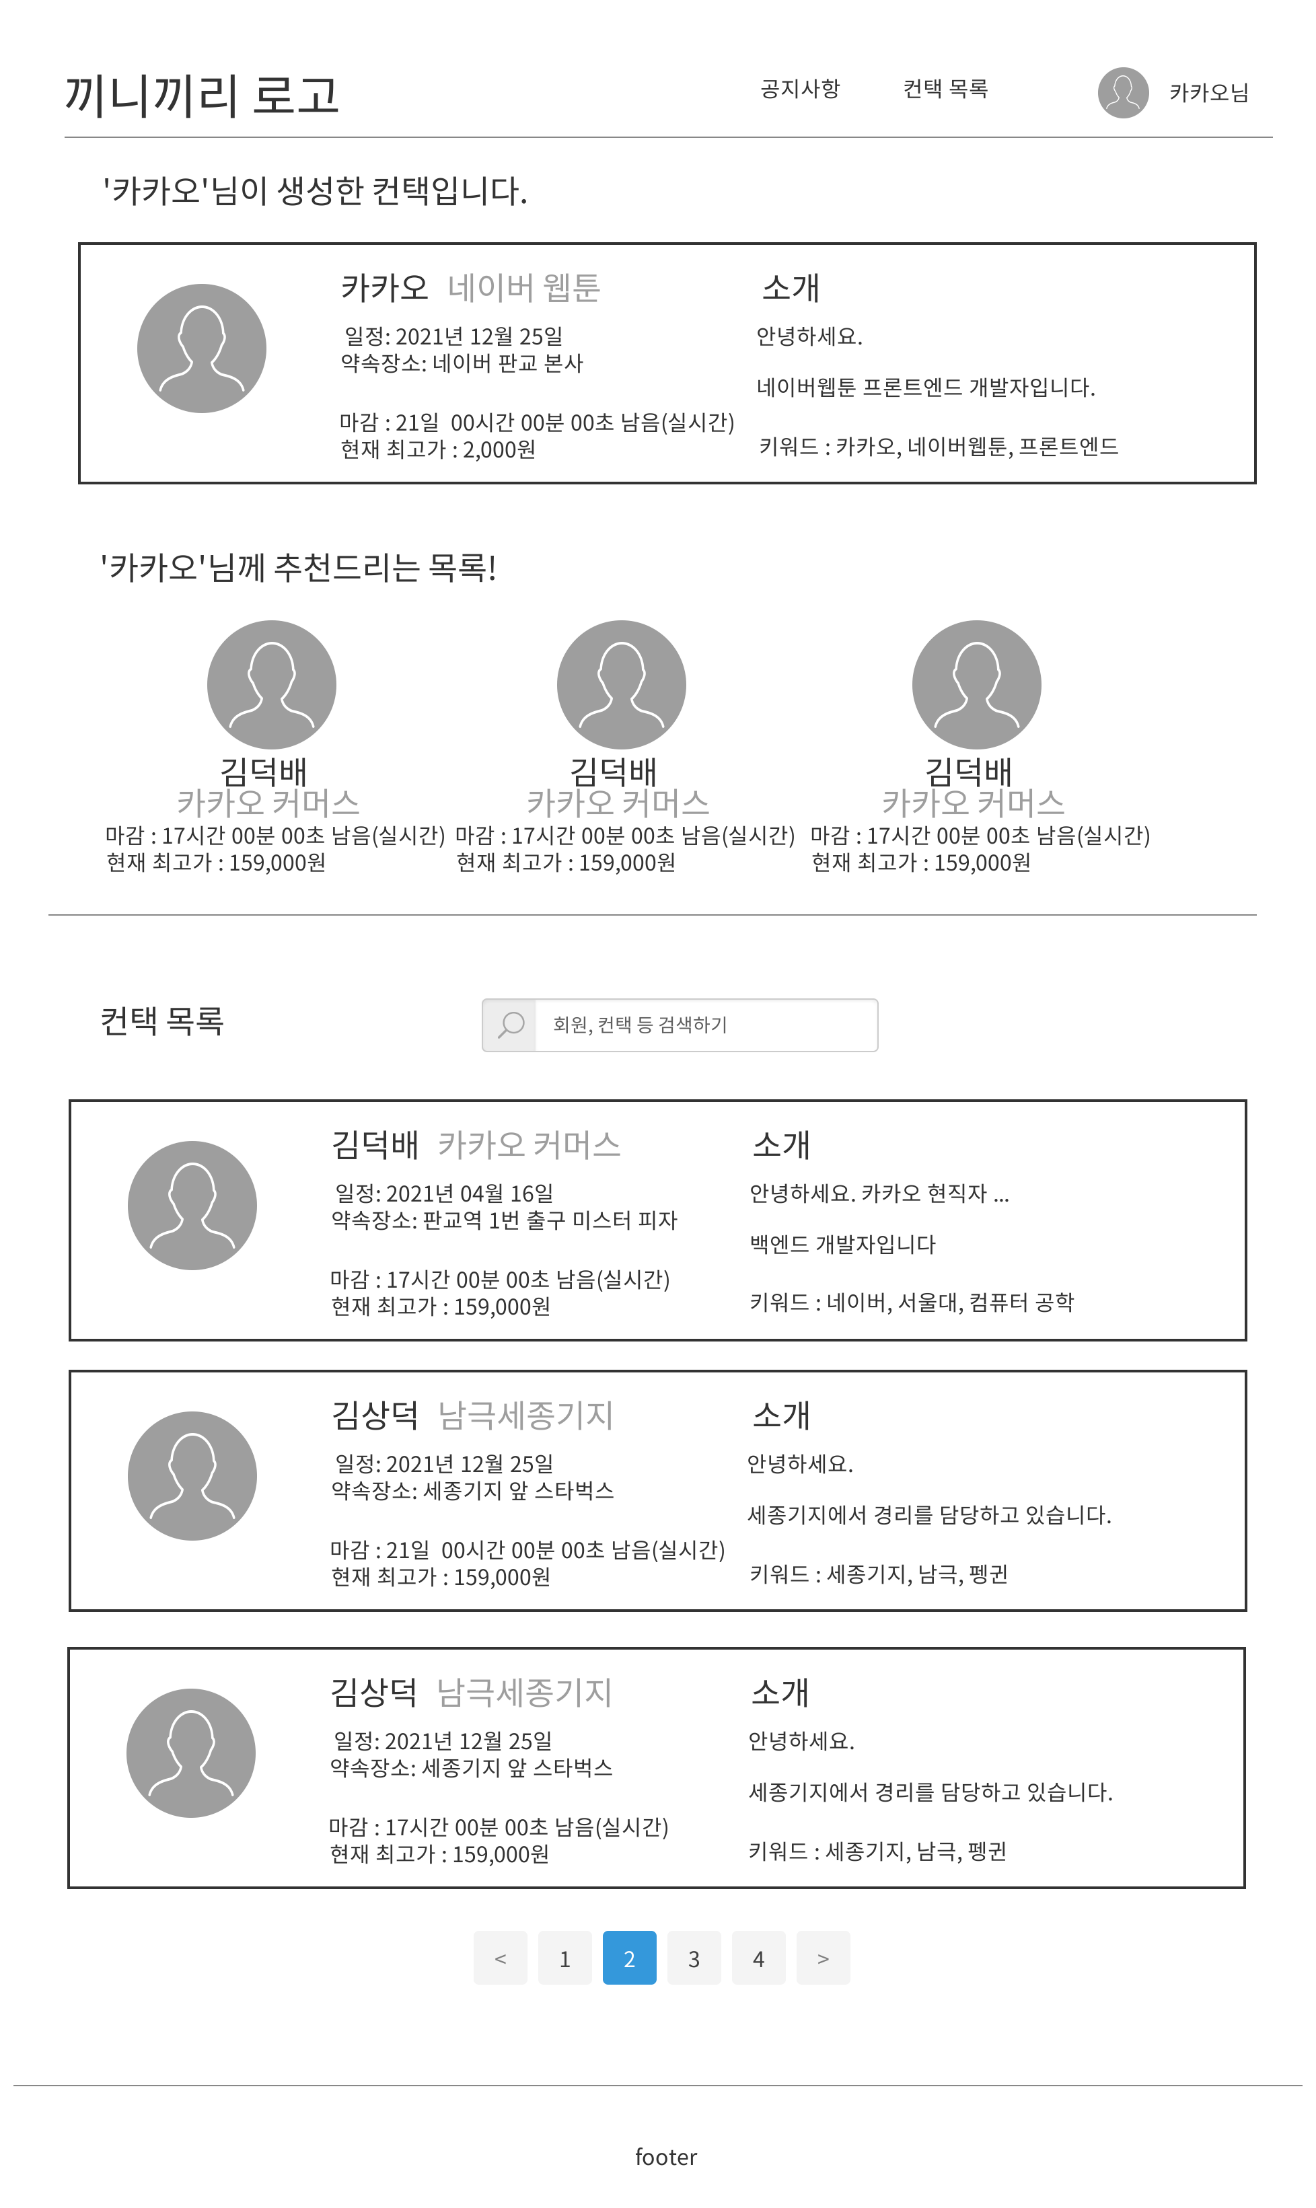 끼니끼리 로고
공지사항
컨택 목록
카카오님
'카카오'님이 생성한 컨택입니다.
카카오 네이버 웹툰
일정: 2021년 12월 25일
약속장소: 네이버 판교 본사
마감 : 21일  00시간 00분 00초 남음(실시간)
현재 최고가 : 2,000원
소개
안녕하세요.
네이버웹툰 프론트엔드 개발자입니다.
키워드 : 카카오, 네이버웹툰, 프론트엔드
'카카오'님께 추천드리는 목록!
김덕배
카카오 커머스
마감 : 17시간 00분 00초 남음(실시간)
현재 최고가 : 159,000원
김덕배
카카오 커머스
마감 : 17시간 00분 00초 남음(실시간)
현재 최고가 : 159,000원
김덕배
카카오 커머스
마감 : 17시간 00분 00초 남음(실시간)
현재 최고가 : 159,000원
컨택 목록
회원, 컨택 등 검색하기
김덕배 카카오 커머스
일정: 2021년 04월 16일
약속장소: 판교역 1번 출구 미스터 피자
마감 : 17시간 00분 00초 남음(실시간)
현재 최고가 : 159,000원
소개
안녕하세요. 카카오 현직자 ...
백엔드 개발자입니다
키워드 : 네이버, 서울대, 컴퓨터 공학
김상덕 남극세종기지
일정: 2021년 12월 25일
약속장소: 세종기지 앞 스타벅스
마감 : 21일  00시간 00분 00초 남음(실시간)
현재 최고가 : 159,000원
소개
안녕하세요.
세종기지에서 경리를 담당하고 있습니다.
키워드 : 세종기지, 남극, 펭귄
김상덕 남극세종기지
일정: 2021년 12월 25일
약속장소: 세종기지 앞 스타벅스
마감 : 17시간 00분 00초 남음(실시간)
현재 최고가 : 159,000원
소개
안녕하세요.
세종기지에서 경리를 담당하고 있습니다.
키워드 : 세종기지, 남극, 펭귄
< 1 2 3 4 >
footer